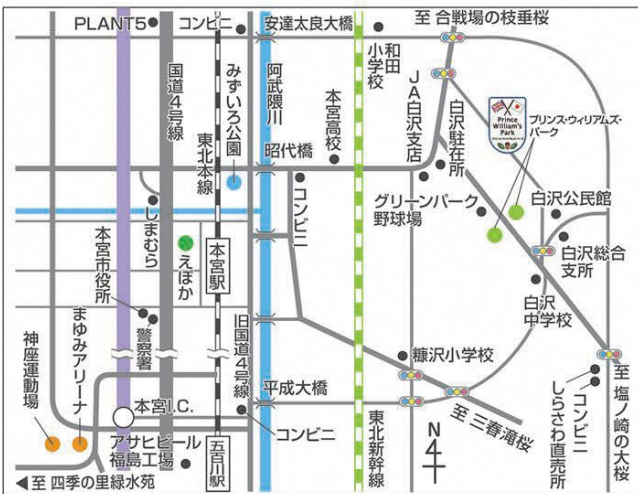 PLANT5
コンビニ
安達太良大橋
至 合戦場の枝垂桜
国道4号線
東北本線
みずいろ公園
阿武隈川
昭代橋
本宮高校
和田
小学校
JA白沢支店
白沢駐在所
Prince
William's
Park
プリンス・ウィリアムズ・
パーク
グリーンパーク
野球場
白沢公民館
白沢総合
支所
白沢
中学校
しまむら
えぽか
本宮駅
コンビニ
本宮市役所
警察署
まゆみアリーナ
神座運動場
旧国道4号線
糠沢小学校
平成大橋
本宮I.C.
アサヒビール
福島工場
五百川駅
コンビニ
東北新幹線
N
4
至 三春滝桜
コンビニ
しらさわ直売所
至 塩ノ崎の大桜
至 四季の里緑水苑